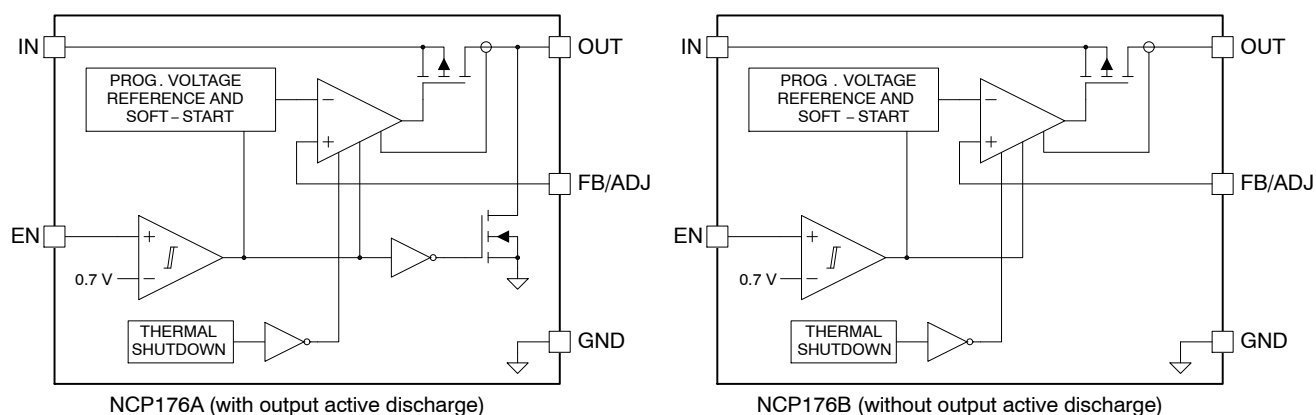 IN
OUT
PROG. VOLTAGE
REFERENCE AND
SOFT – START
−
+
FB/ADJ
EN
+
0.7 V
−
THERMAL
SHUTDOWN
GND
NCP176A (with output active discharge)
IN
OUT
PROG . VOLTAGE
REFERENCE AND
SOFT – START
−
+
FB/ADJ
EN
+
0.7 V
−
THERMAL
SHUTDOWN
GND
NCP176B (without output active discharge)